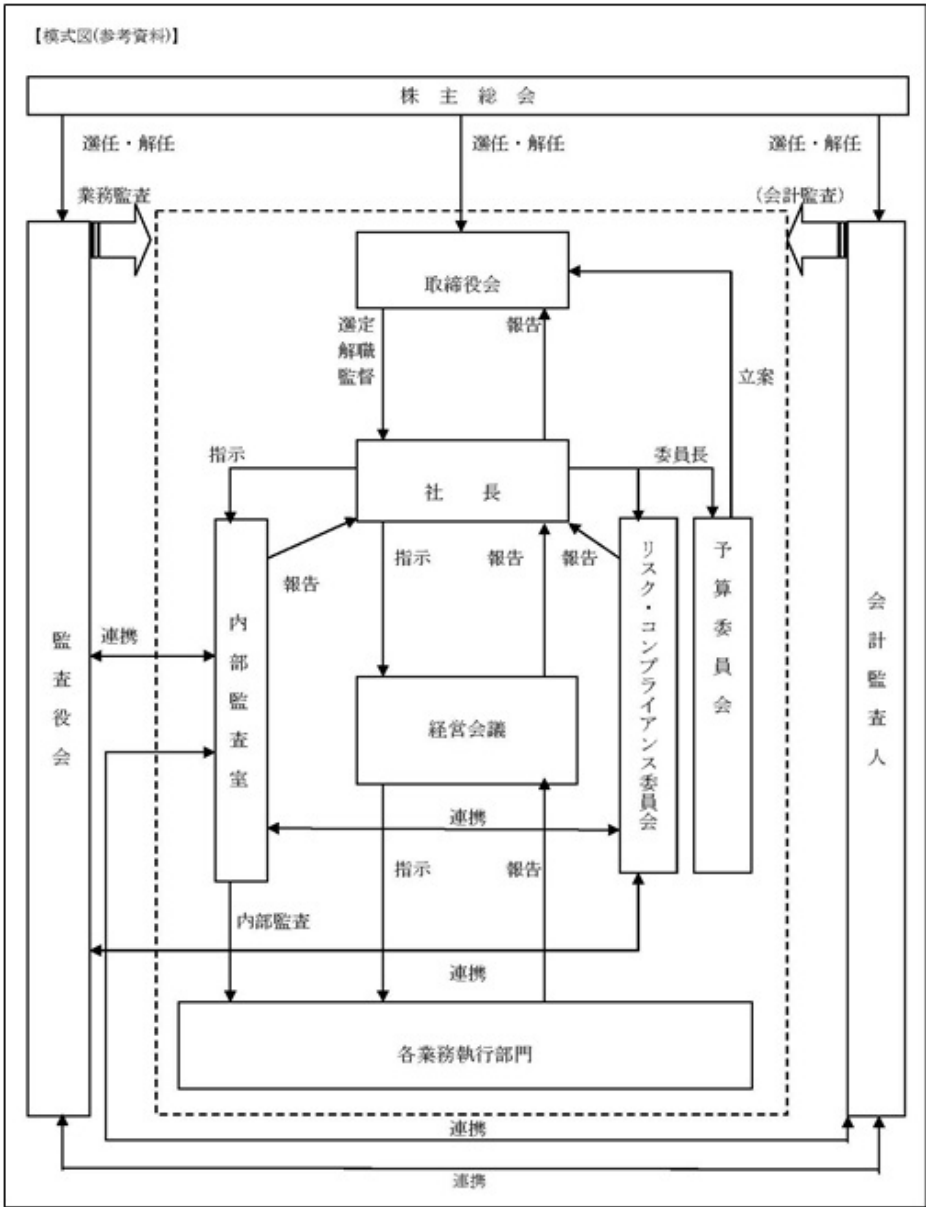 【模式図(参考資料)】
株 主 総 会
選任・解任
選任・解任
選任・解任
業務監査
(会計監査)
取締役会
選定
解職
監督
報告
立案
指示
委員長
社 長
報告
指示
報告
報告
監査役会
連携
内部監査室
経営会議
リスク・コンプライアンス委員会
予算委員会
会計監査人
連携
指示
報告
内部監査
連携
各業務執行部門
連携
連携